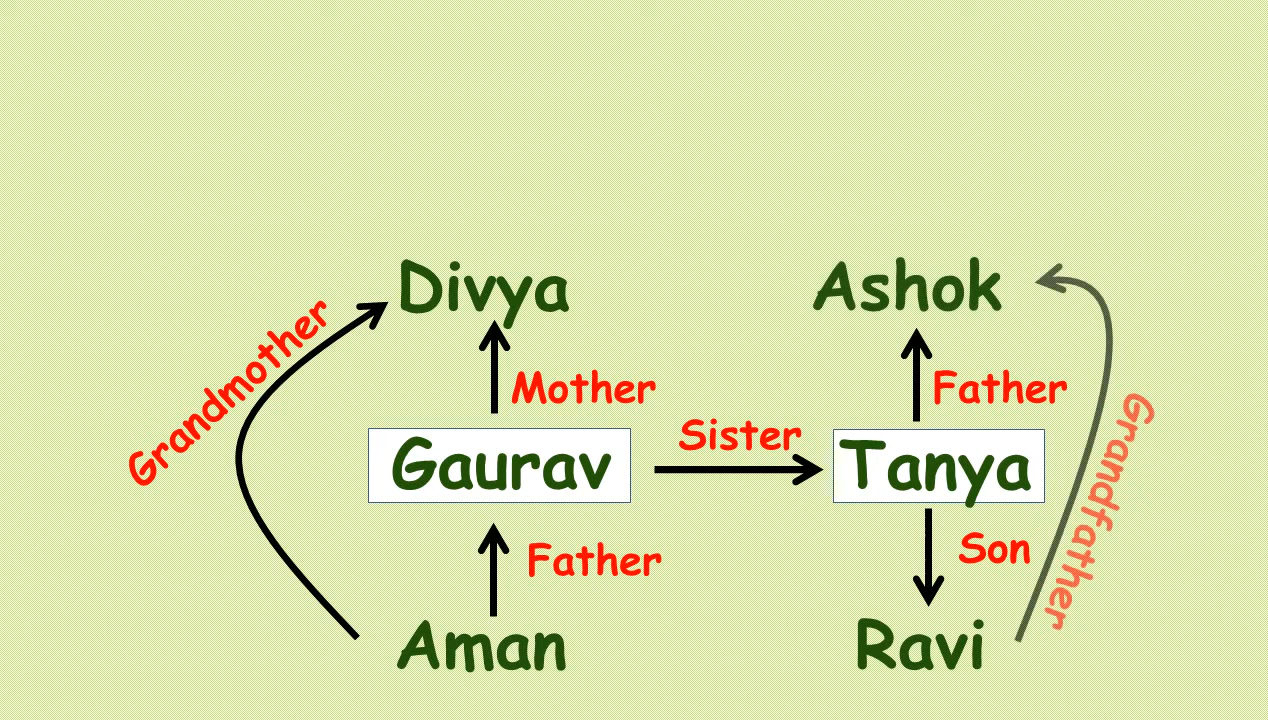 Divya
Ashok
Grandmother
Mother
Father
Grandfather
Sister
Gaurav
Tanya
Father
Son
Aman
Ravi